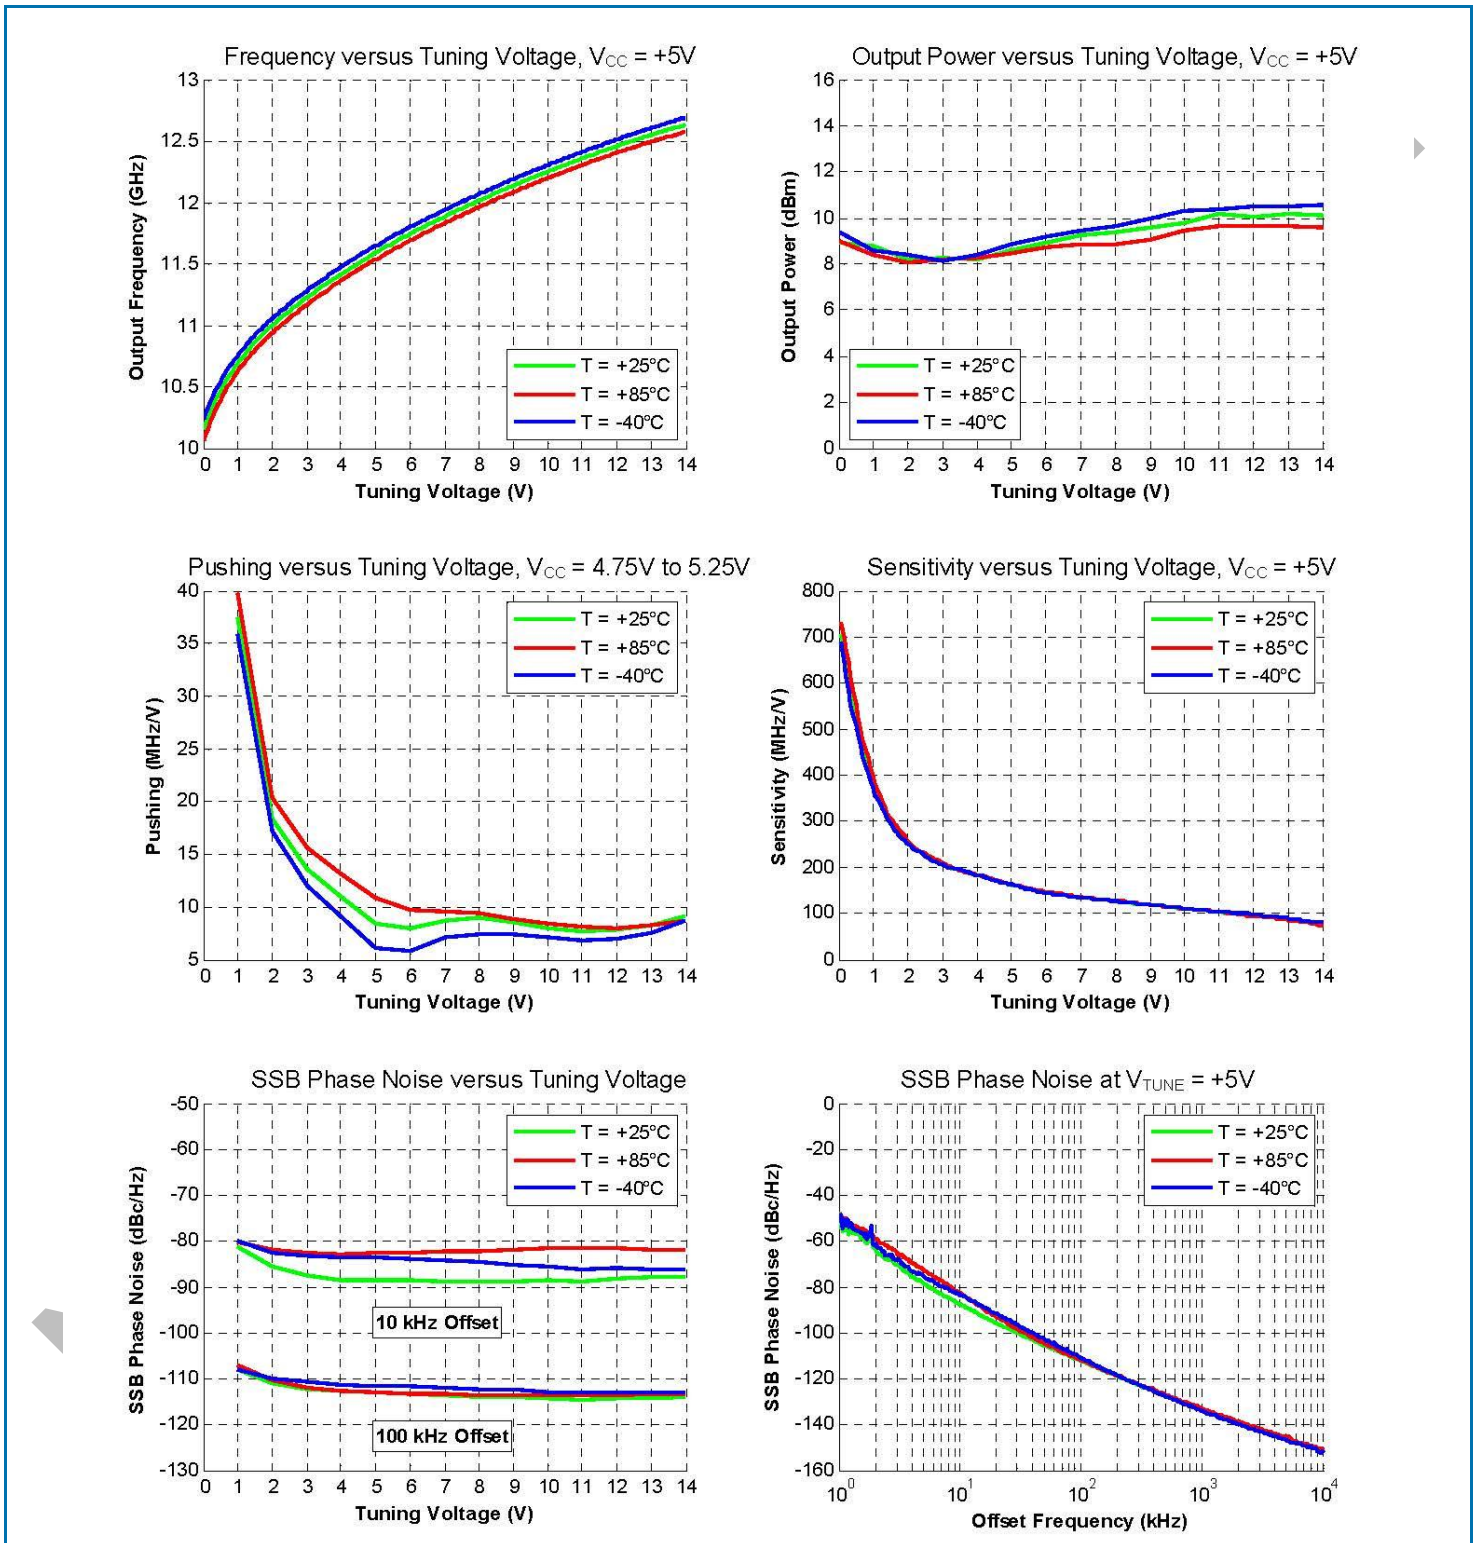 Frequency versus Tuning Voltage, VCC = +5V
13
12.5
12
11.5
11
10.5
10
Output Frequency (GHz)
T = +25°C
T = +85°C
T = -40°C
0 1 2 3 4 5 6 7 8 9 10 11 12 13 14
Tuning Voltage (V)
Output Power versus Tuning Voltage, VCC = +5V
16
14
12
10
8
6
4
2
0
Output Power (dBm)
T = +25°C
T = +85°C
T = -40°C
0 1 2 3 4 5 6 7 8 9 10 11 12 13 14
Tuning Voltage (V)
Pushing versus Tuning Voltage, VCC = 4.75V to 5.25V
40
35
30
25
20
15
10
5
Pushing (MHz/V)
T = +25°C
T = +85°C
T = -40°C
0 1 2 3 4 5 6 7 8 9 10 11 12 13 14
Tuning Voltage (V)
Sensitivity versus Tuning Voltage, VCC = +5V
800
700
600
500
400
300
200
100
0
Sensitivity (MHz/V)
T = +25°C
T = +85°C
T = -40°C
0 1 2 3 4 5 6 7 8 9 10 11 12 13 14
Tuning Voltage (V)
SSB Phase Noise versus Tuning Voltage
-50
-60
-70
-80
-90
-100
-110
-120
-130
SSB Phase Noise (dBc/Hz)
T = +25°C
T = +85°C
T = -40°C
10 kHz Offset
100 kHz Offset
0 1 2 3 4 5 6 7 8 9 10 11 12 13 14
Tuning Voltage (V)
SSB Phase Noise at VTUNE = +5V
0
-20
-40
-60
-80
-100
-120
-140
-160
SSB Phase Noise (dBc/Hz)
T = +25°C
T = +85°C
T = -40°C
10⁰ 10¹ 10² 10³ 10⁴
Offset Frequency (kHz)